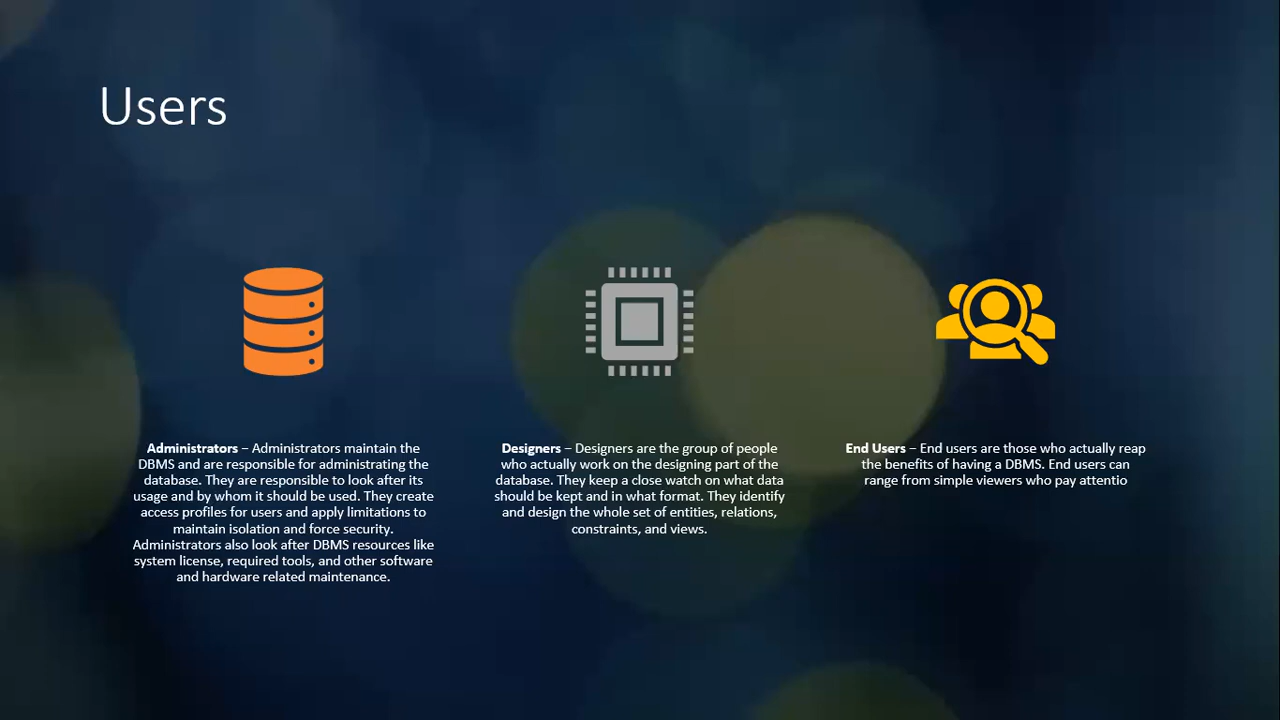 Users
Administrators – Administrators maintain the
DBMS and are responsible for administrating the
database. They are responsible to look after its
usage and by whom it should be used. They create
access profiles for users and apply limitations to
maintain isolation and force security.
Administrators also look after DBMS resources like
system license, required tools, and other software
and hardware related maintenance.
Designers – Designers are the group of people
who actually work on the designing part of the
database. They keep a close watch on what data
should be kept and in what format. They identify
and design the whole set of entities, relations,
constraints, and views.
End Users – End users are those who actually reap
the benefits of having a DBMS. End users can
range from simple viewers who pay attentio